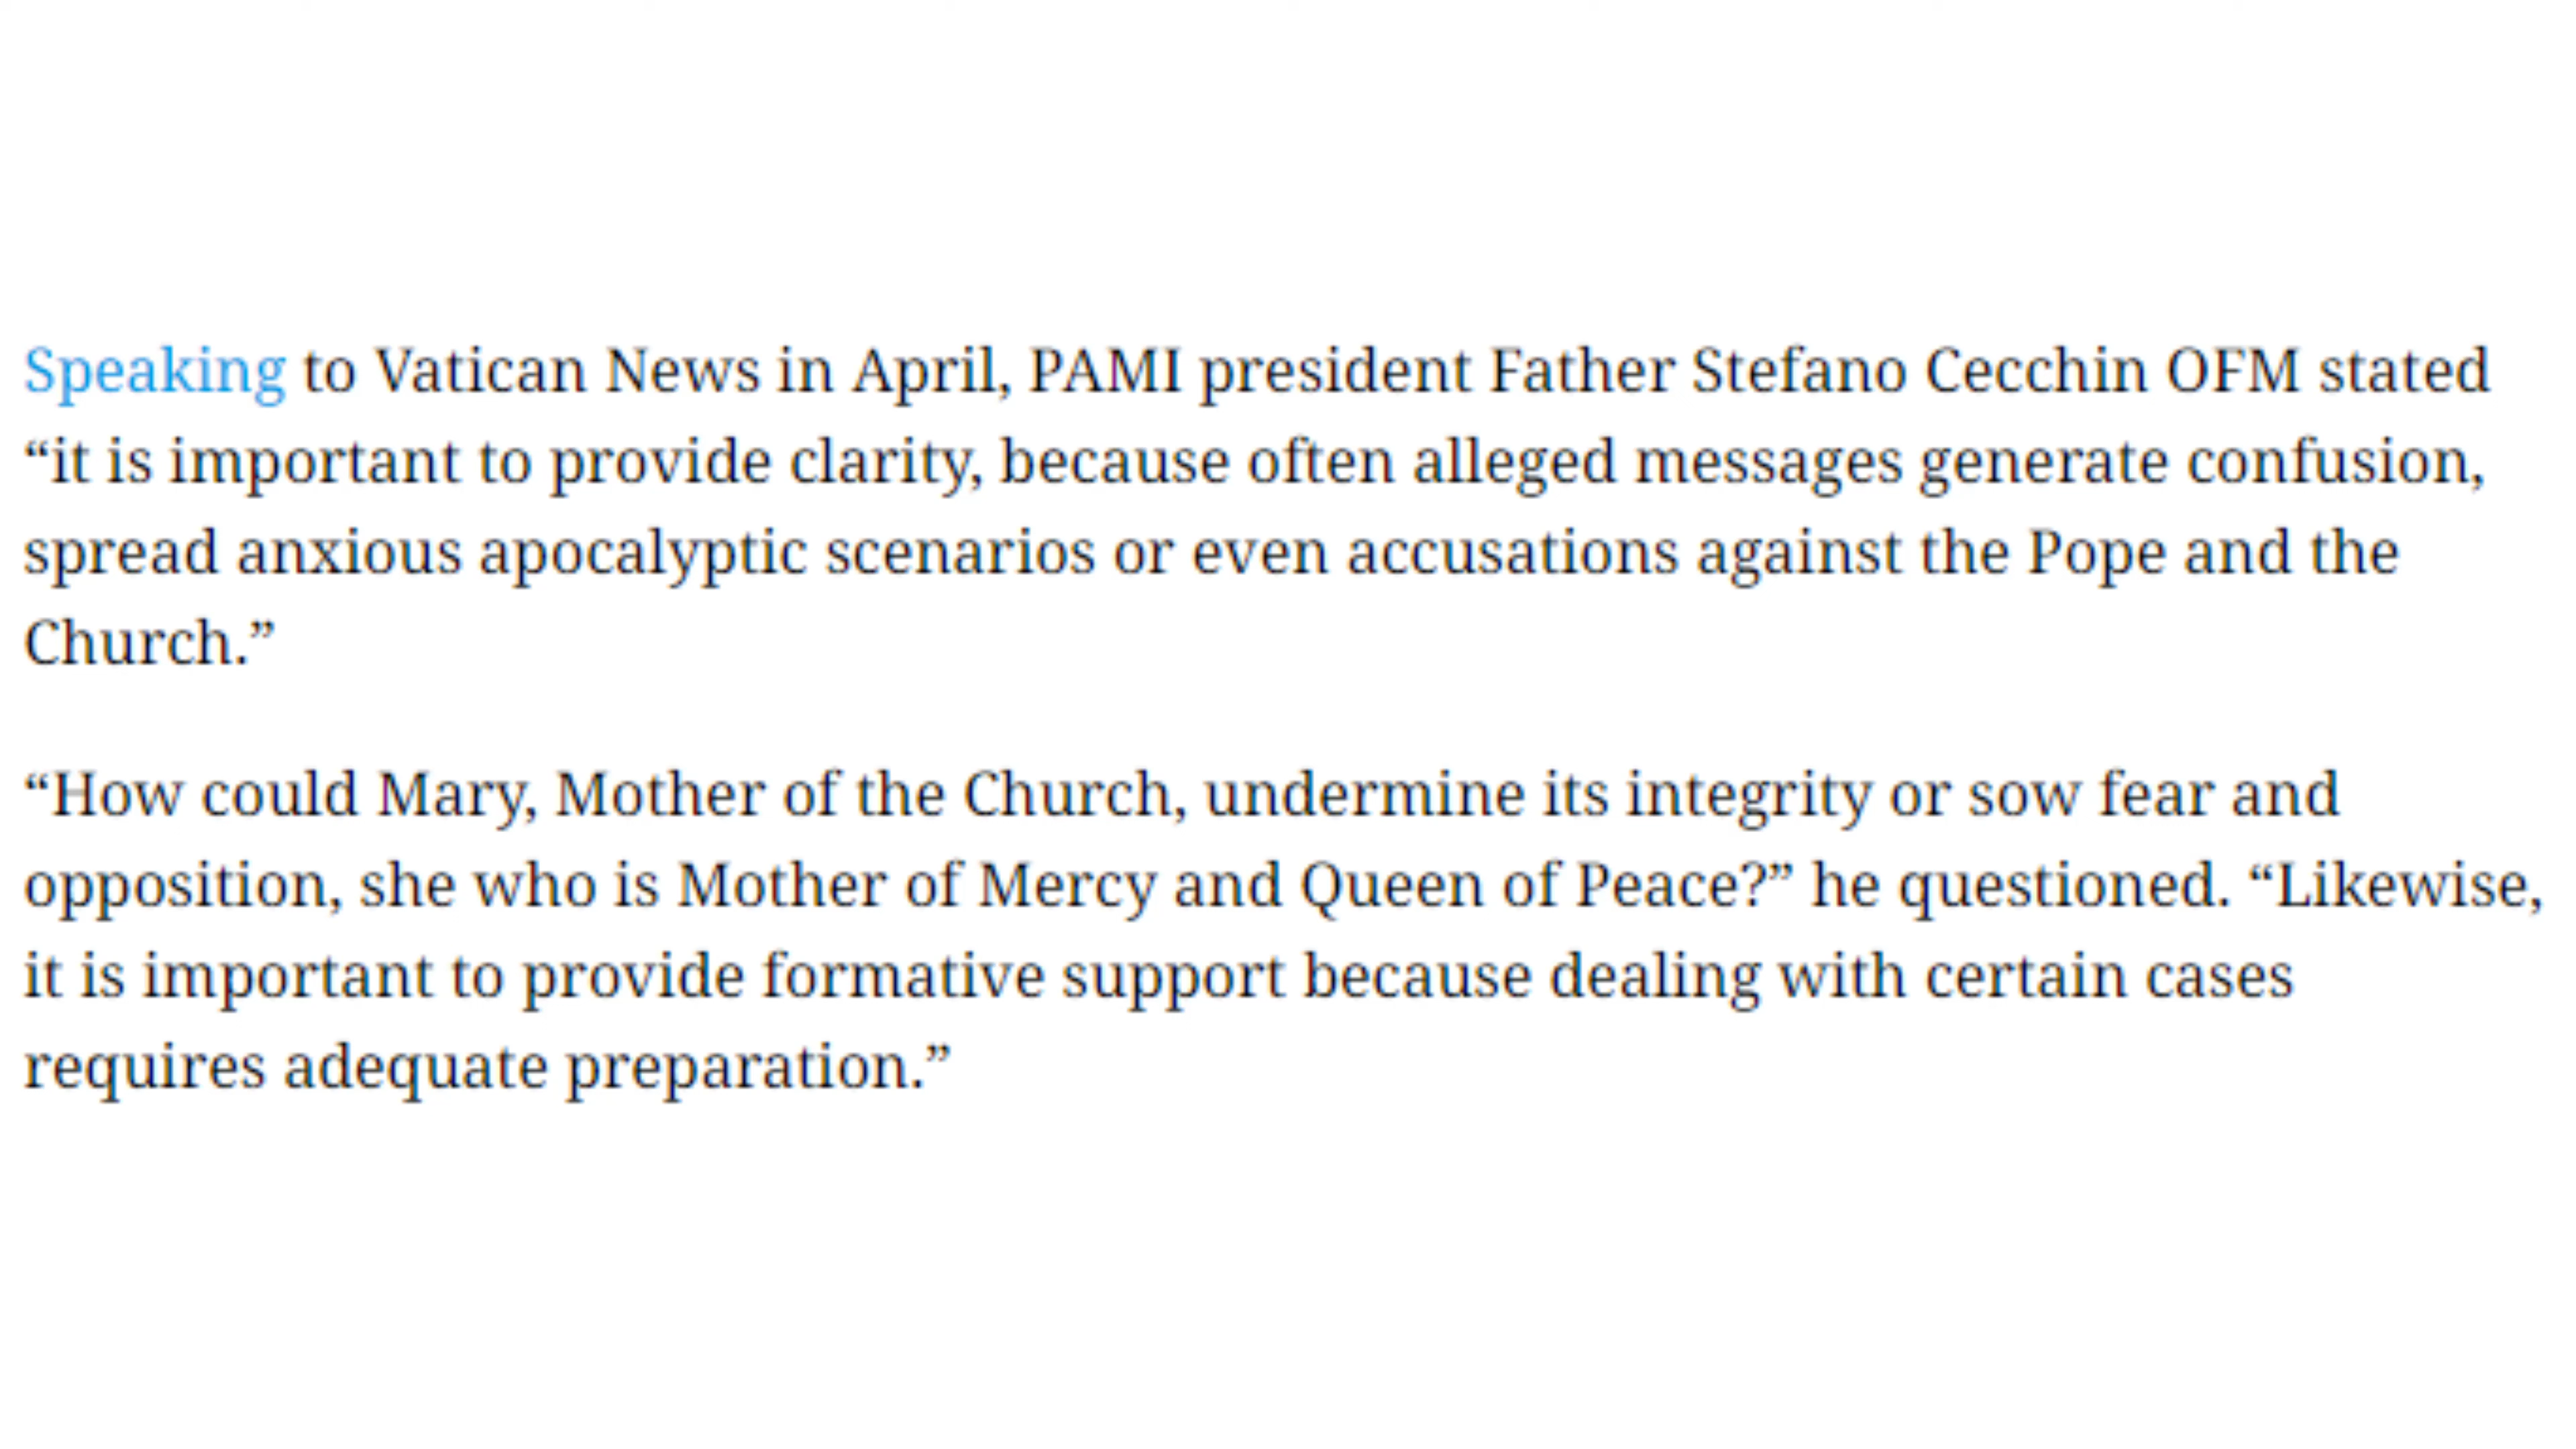 Speaking to Vatican News in April, PAMI president Father Stefano Cecchin OFM stated
“it is important to provide clarity, because often alleged messages generate confusion,
spread anxious apocalyptic scenarios or even accusations against the Pope and the
Church.”
“How could Mary, Mother of the Church, undermine its integrity or sow fear and
opposition, she who is Mother of Mercy and Queen of Peace?” he questioned. “Likewise,
it is important to provide formative support because dealing with certain cases
requires adequate preparation.”